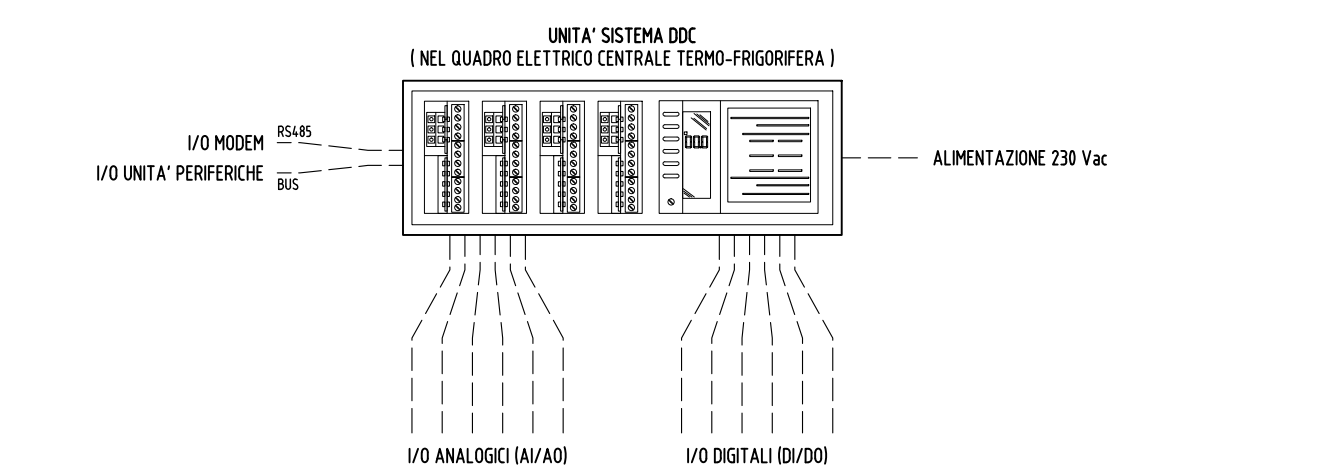 UNITA' SISTEMA DDC
( NEL QUADRO ELETTRICO CENTRALE TERMO-FRIGORIFERA )
I/O MODEM RS485
I/O UNITA' PERIFERICHE BUS
ALIMENTAZIONE 230 Vac
I/O ANALOGICI (AI/AO)
I/O DIGITALI (DI/DO)